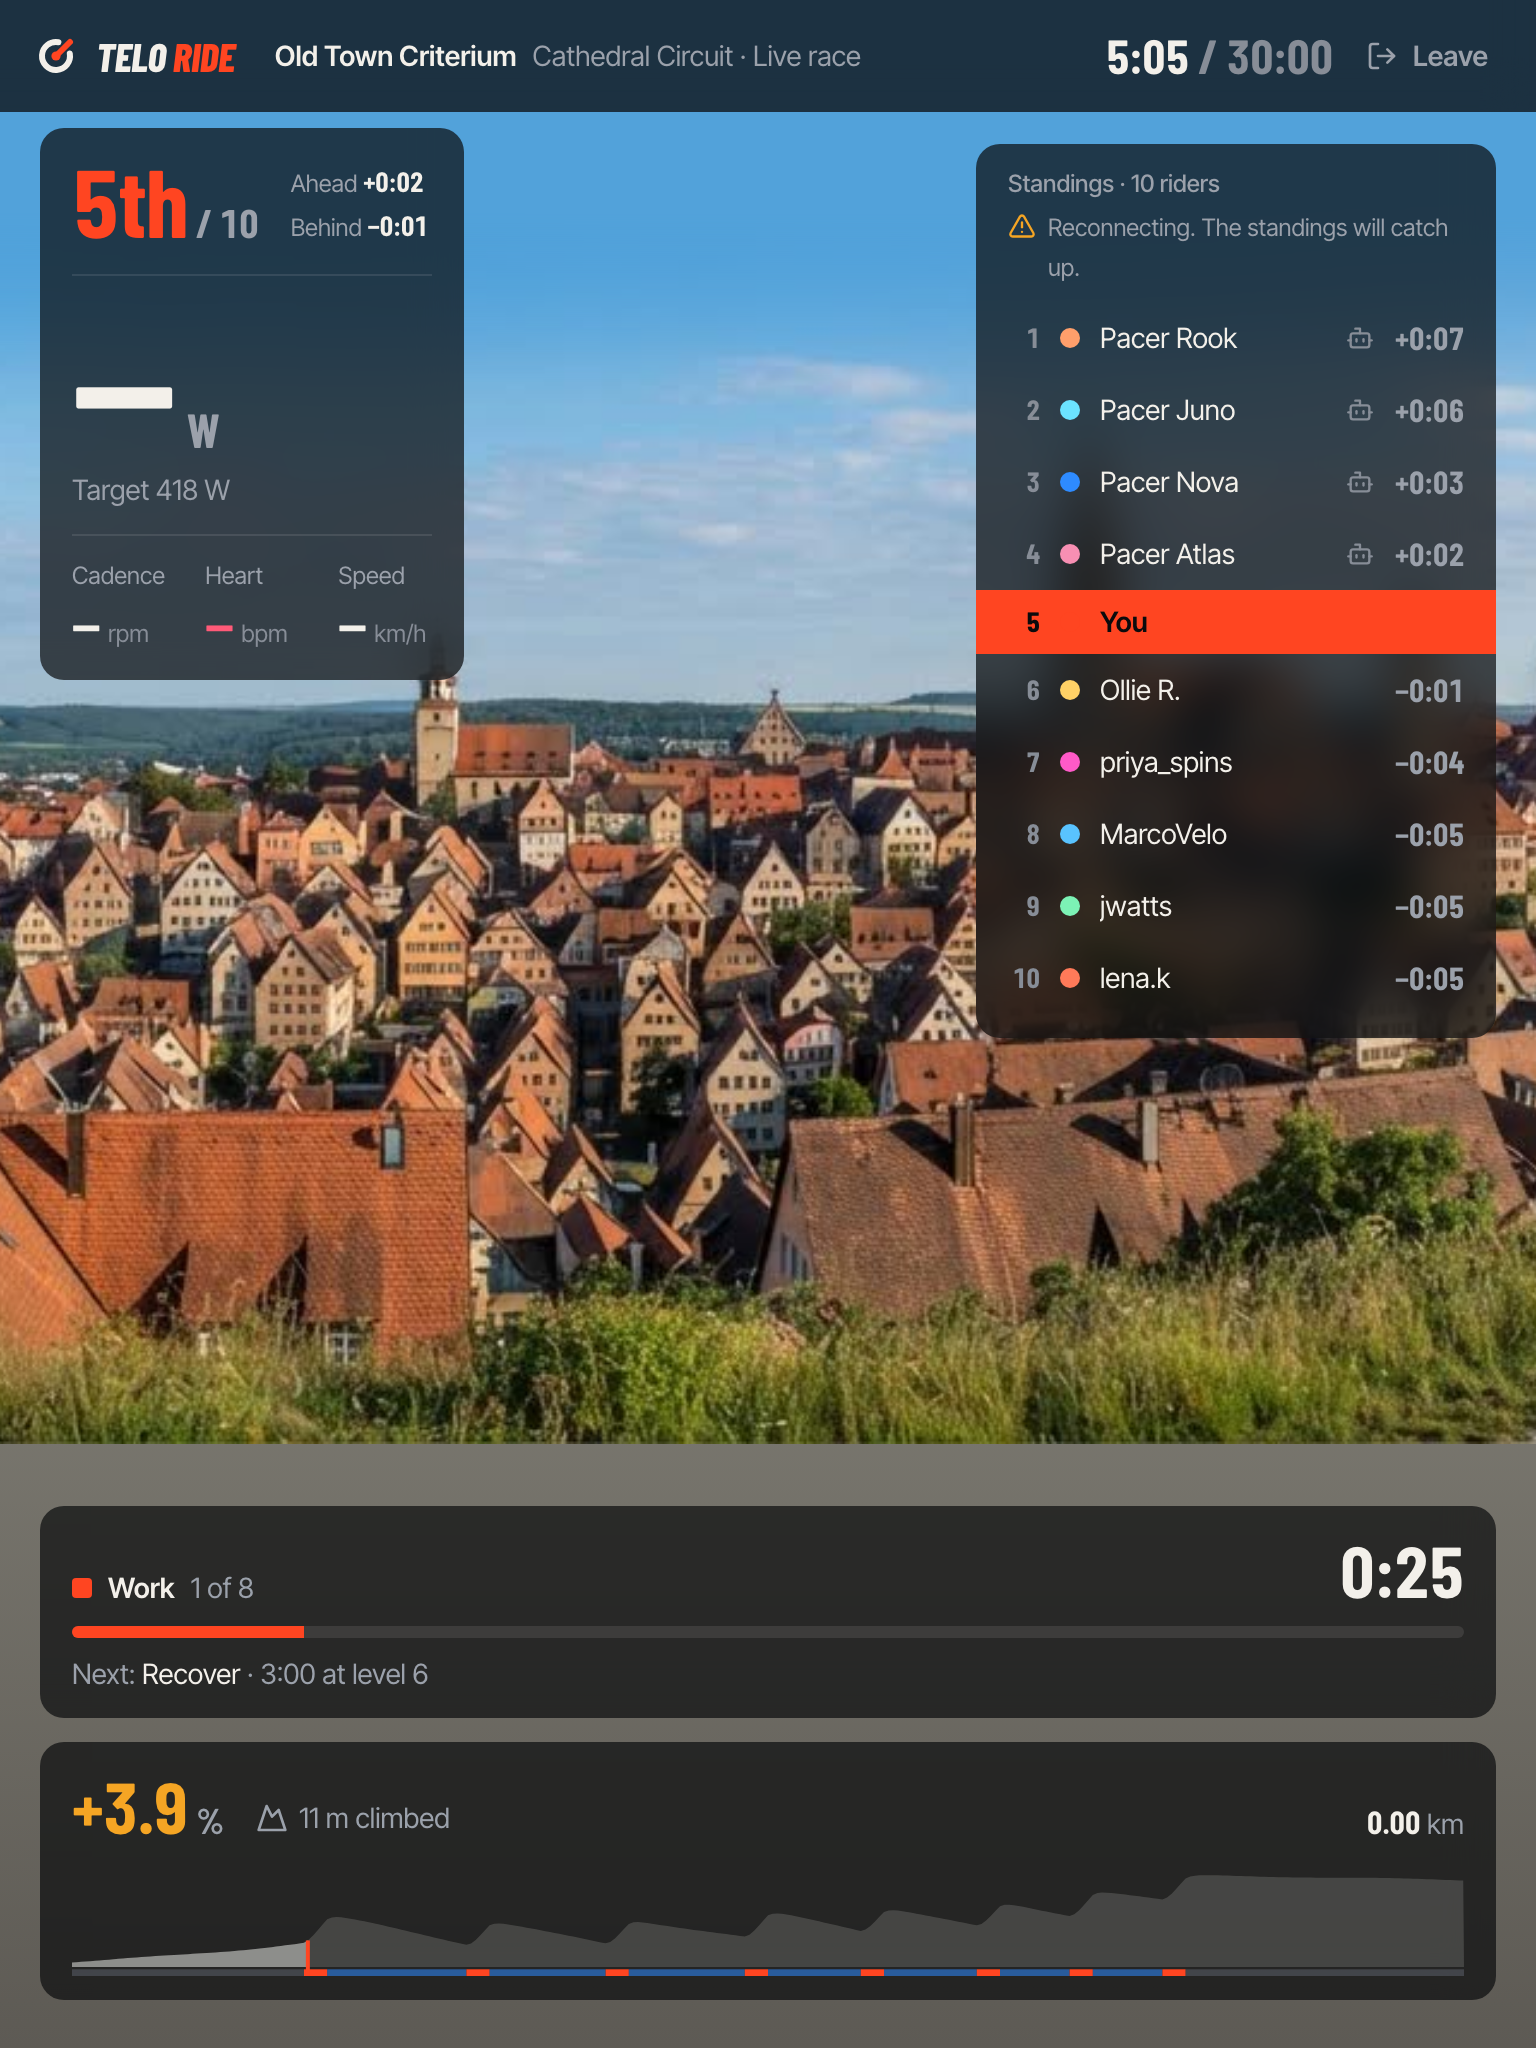 TELO RIDE Old Town Criterium Cathedral Circuit · Live race 5:05 / 30:00 Leave
5th / 10
Ahead +0:02
Behind −0:01
– W
Target 418 W
Cadence Heart Speed
– rpm – bpm – km/h
Standings · 10 riders
Reconnecting. The standings will catch
up.
1 Pacer Rook +0:07
2 Pacer Juno +0:06
3 Pacer Nova +0:03
4 Pacer Atlas +0:02
5 You
6 Ollie R. −0:01
7 priya_spins −0:04
8 MarcoVelo −0:05
9 jwatts −0:05
10 lena.k −0:05
Work 1 of 8 0:25
Next: Recover · 3:00 at level 6
+3.9 % 11 m climbed 0.00 km